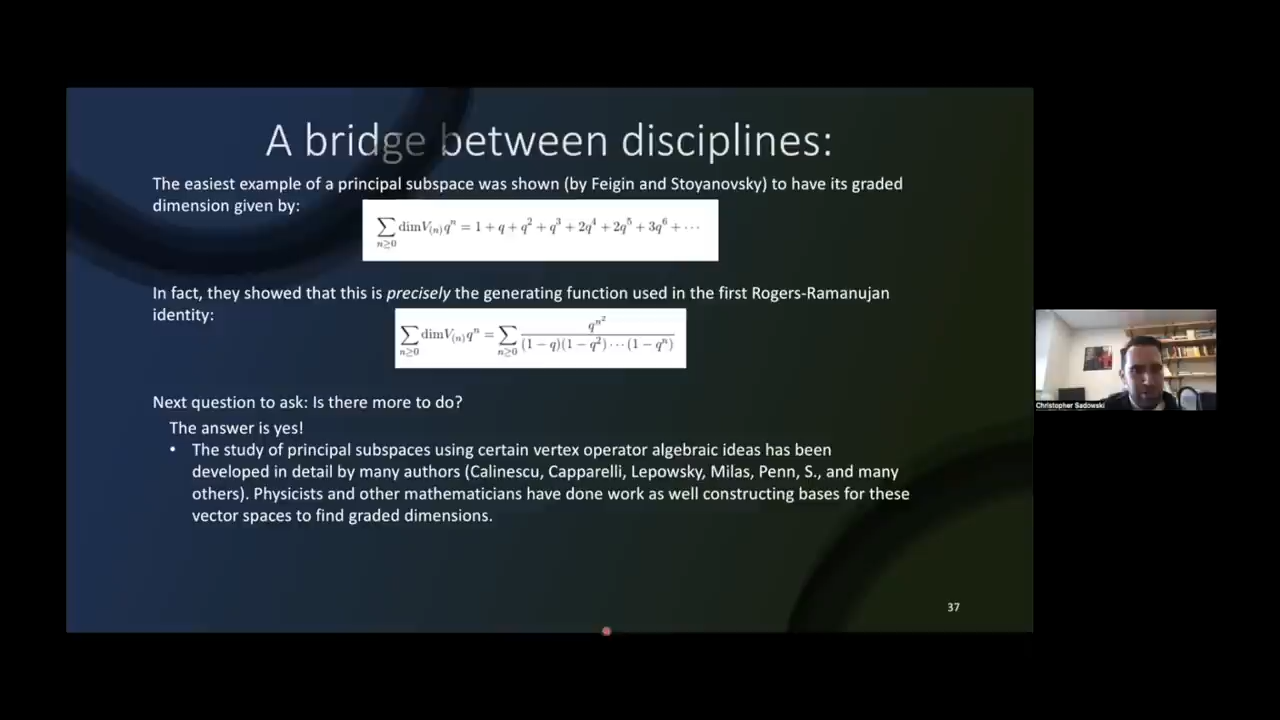 A bridge between disciplines:
The easiest example of a principal subspace was shown (by Feigin and Stoyanovsky) to have its graded
dimension given by:
∑_{n≥0} dimV_{(n)}q^n = 1 + q + q^2 + q^3 + 2q^4 + 2q^5 + 3q^6 + ⋯
In fact, they showed that this is precisely the generating function used in the first Rogers-Ramanujan
identity:
∑_{n≥0} dimV_{(n)}q^n = ∑_{n≥0} q^{n^2} / (1 − q)(1 − q^2)⋯(1 − q^n)
Next question to ask: Is there more to do?
The answer is yes!
• The study of principal subspaces using certain vertex operator algebraic ideas has been
developed in detail by many authors (Calinescu, Capparelli, Lepowsky, Milas, Penn, S., and many
others). Physicists and other mathematicians have done work as well constructing bases for these
vector spaces to find graded dimensions.
37
Christopher Sadowski